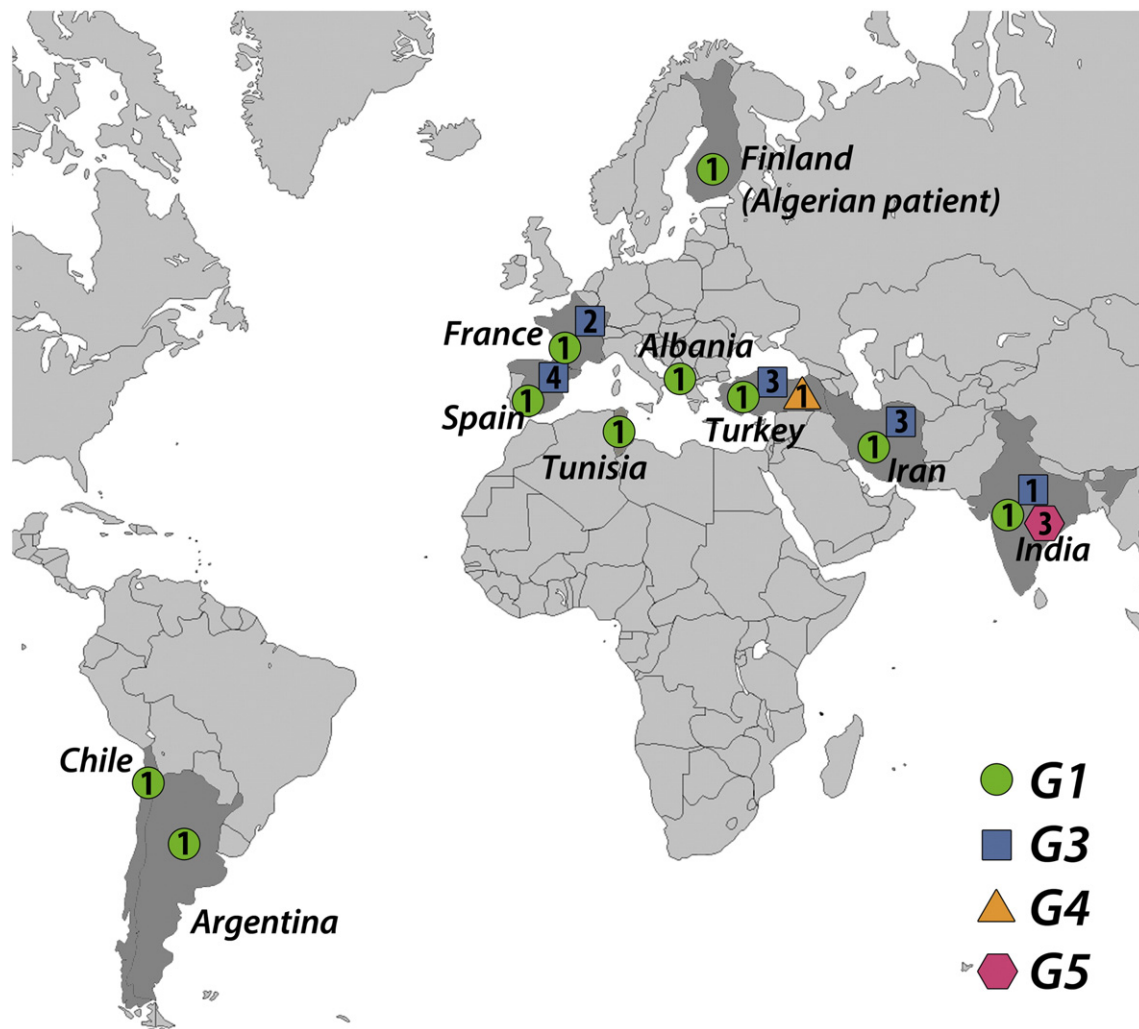 1
Finland
(Algerian patient)
2
France
1
Albania
4
1
3
1
Spain
1
1
Turkey
3
1
Tunisia
1
Iran
1
1
3
India
Chile
1
1
Argentina
G1
G3
G4
G5